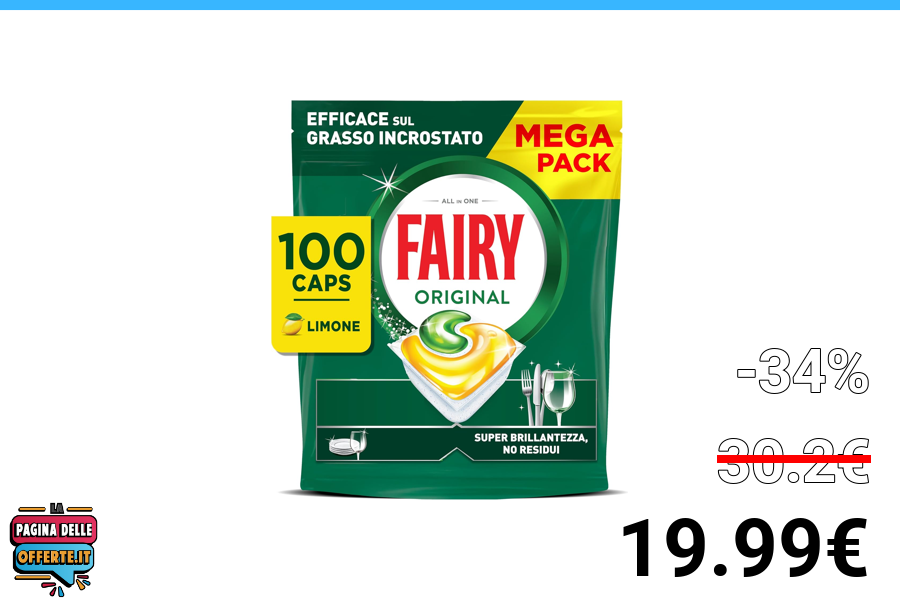 EFFICACE SUL
GRASSO INCROSTATO
MEGA
PACK
ALL IN ONE
FAIRY
ORIGINAL
100
CAPS
LIMONE
SUPER BRILLANTEZZA,
NO RESIDUI
-34%
30.2€
19.99€
LA
PAGINA DELLE
OFFERTE.IT